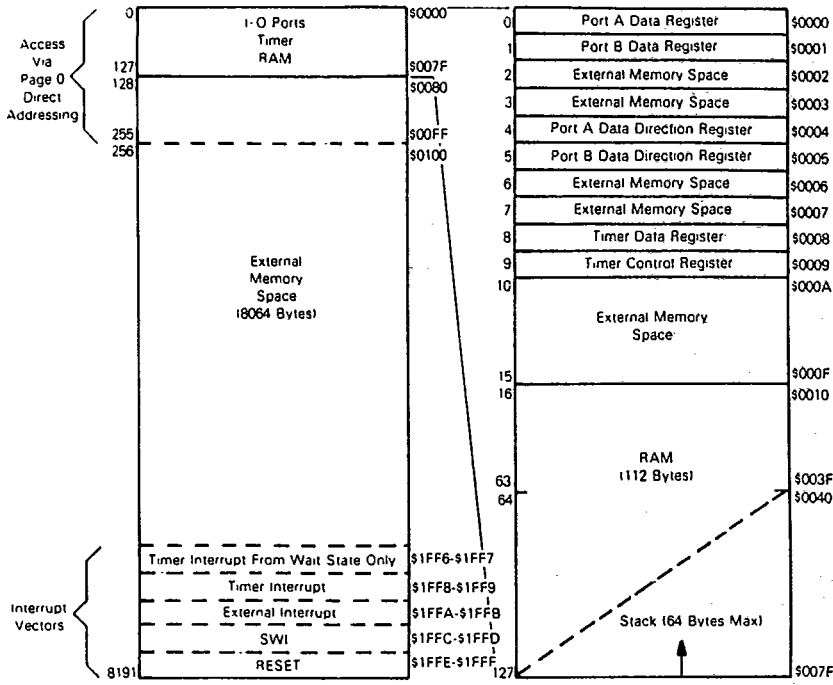 Access
Via
Page 0
Direct
Addressing
0
I-O Ports
Timer
RAM
$0000
127
$007F
128
$0080
255
$00FF
256
$0100
External
Memory
Space
(8064 Bytes)
Interrupt
Vectors
Timer Interrupt From Wait State Only $1FF6-$1FF7
Timer Interrupt $1FF8-$1FF9
External Interrupt $1FFA-$1FFB
SWI $1FFC-$1FFD
8191 RESET $1FFE-$1FFF
0 Port A Data Register $0000
1 Port B Data Register $0001
2 External Memory Space $0002
3 External Memory Space $0003
4 Port A Data Direction Register $0004
5 Port B Data Direction Register $0005
6 External Memory Space $0006
7 External Memory Space $0007
8 Timer Data Register $0008
9 Timer Control Register $0009
10 $000A
External Memory
Space
15 $000F
16 $0010
RAM
(112 Bytes)
63 $003F
64 $0040
Stack (64 Bytes Max)
127 $007F